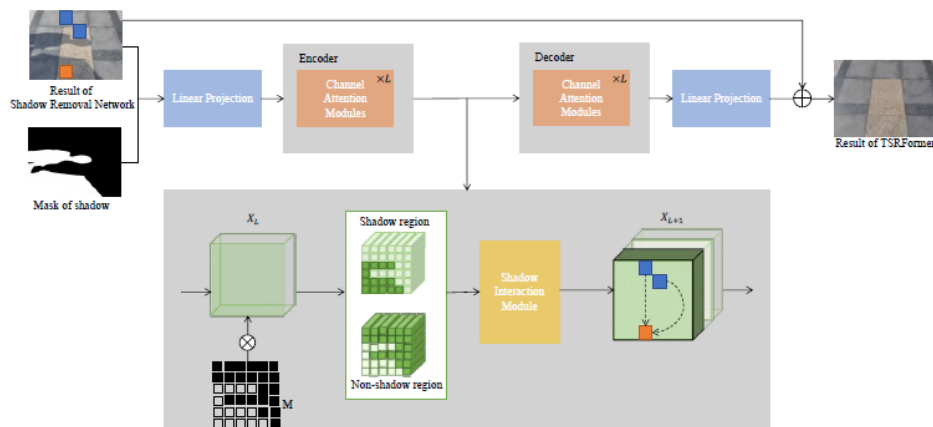 Result of
Shadow Removal Network
Mask of shadow
Linear Projection
Encoder
×L
Channel
Attention
Modules
Decoder
×L
Channel
Attention
Modules
Linear Projection
Result of TSRFormer
X_L
M
Shadow region
Non-shadow region
Shadow
Interaction
Module
X_{L+1}